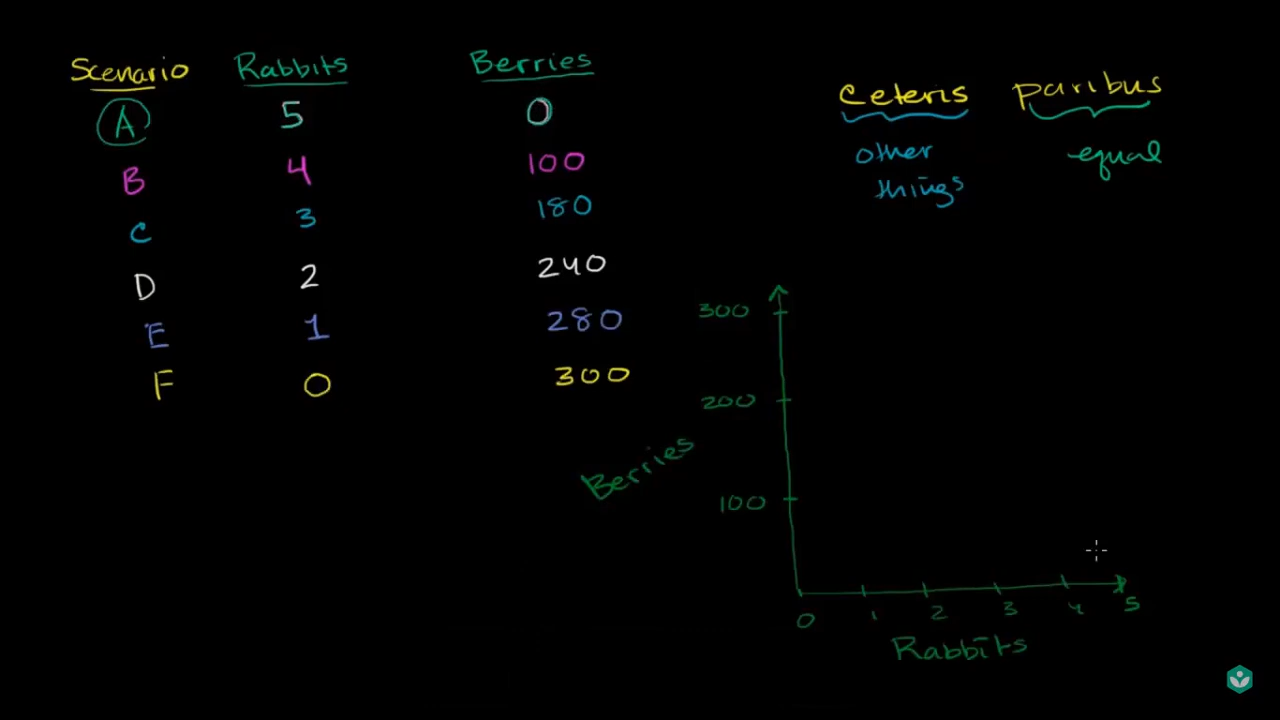 Scenario Rabbits Berries
A 5 0
B 4 100
C 3 180
D 2 240
E 1 280
F 0 300
Ceteris paribus
other equal
things
300
200
Berries
100
0 1 2 3 4 5
Rabbits